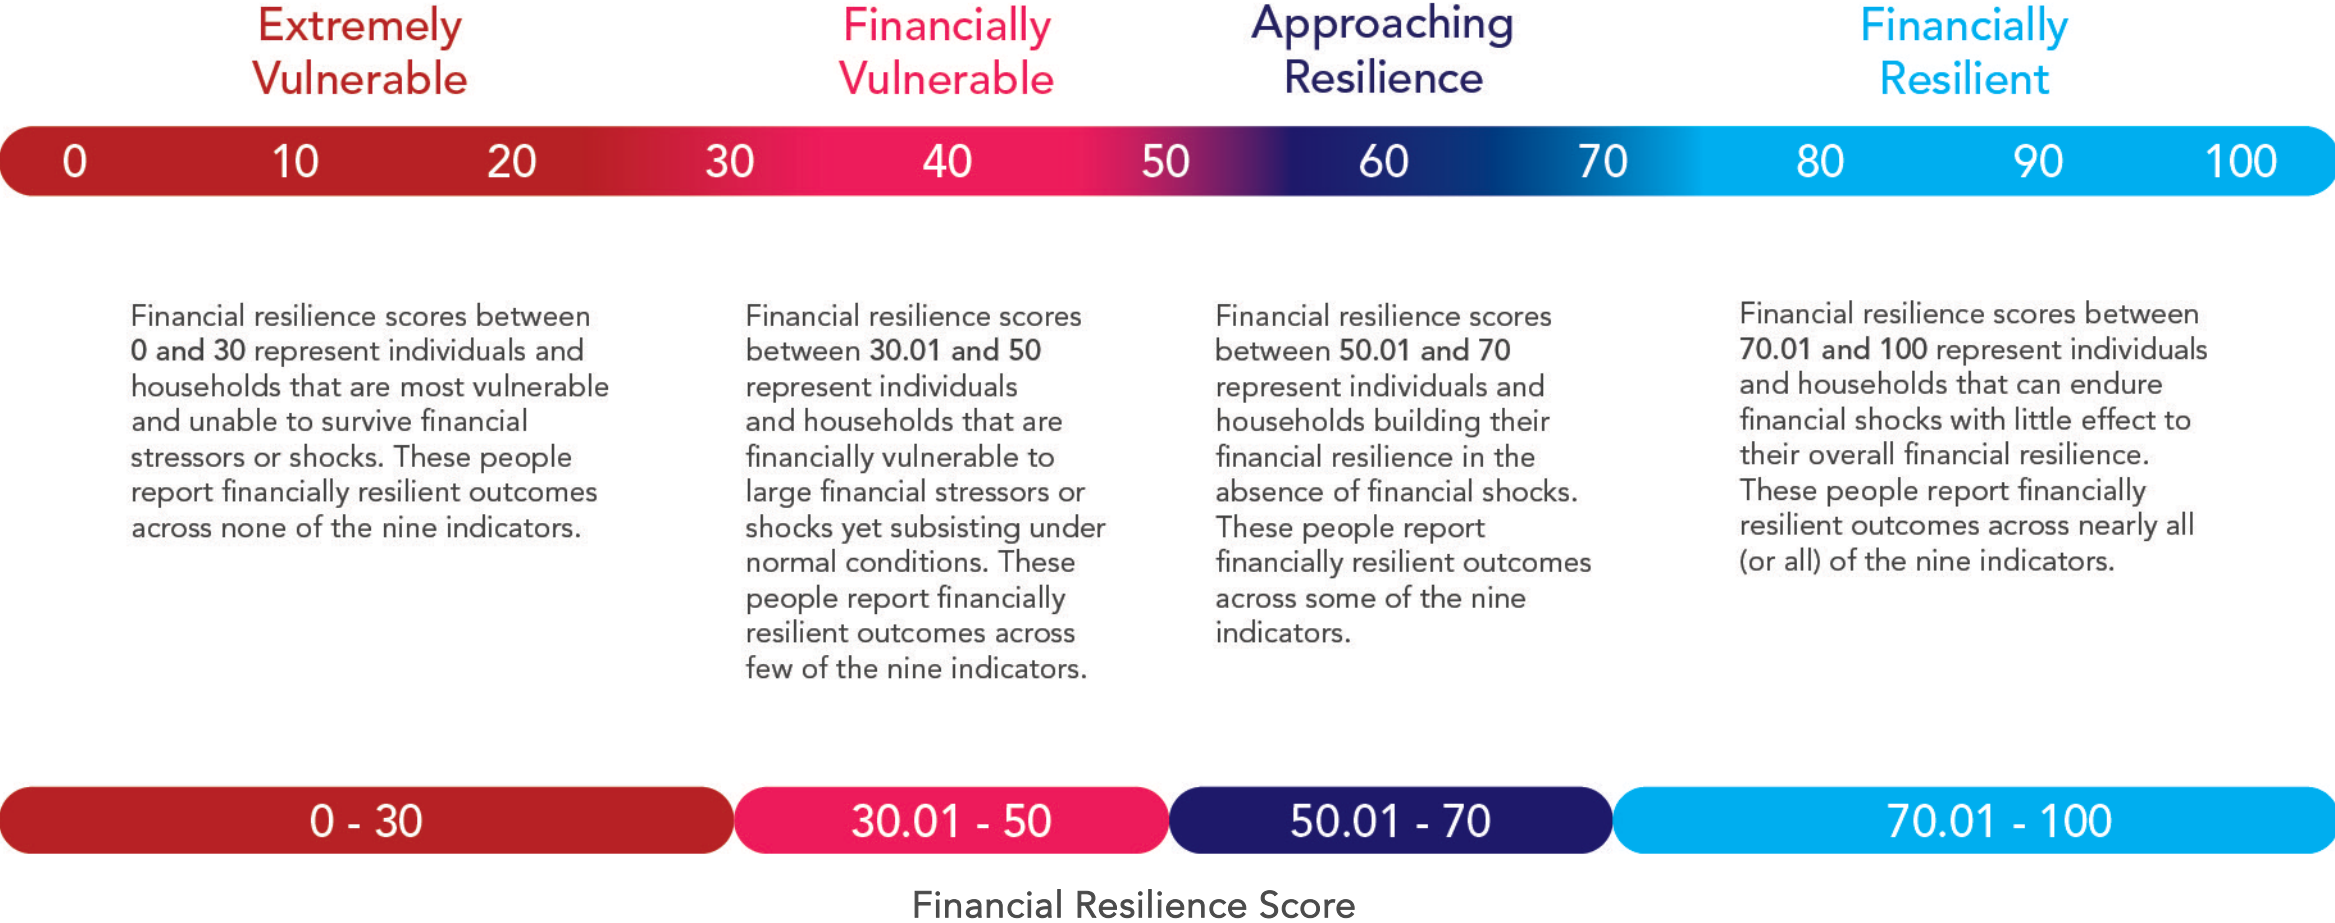 Extremely
Vulnerable
Financially
Vulnerable
Approaching
Resilience
Financially
Resilient
0 10 20 30 40 50 60 70 80 90 100
Financial resilience scores between
0 and 30 represent individuals and
households that are most vulnerable
and unable to survive financial
stressors or shocks. These people
report financially resilient outcomes
across none of the nine indicators.
Financial resilience scores
between 30.01 and 50
represent individuals
and households that are
financially vulnerable to
large financial stressors or
shocks yet subsisting under
normal conditions. These
people report financially
resilient outcomes across
few of the nine indicators.
Financial resilience scores
between 50.01 and 70
represent individuals and
households building their
financial resilience in the
absence of financial shocks.
These people report
financially resilient outcomes
across some of the nine
indicators.
Financial resilience scores between
70.01 and 100 represent individuals
and households that can endure
financial shocks with little effect to
their overall financial resilience.
These people report financially
resilient outcomes across nearly all
(or all) of the nine indicators.
0 - 30
30.01 - 50
50.01 - 70
70.01 - 100
Financial Resilience Score